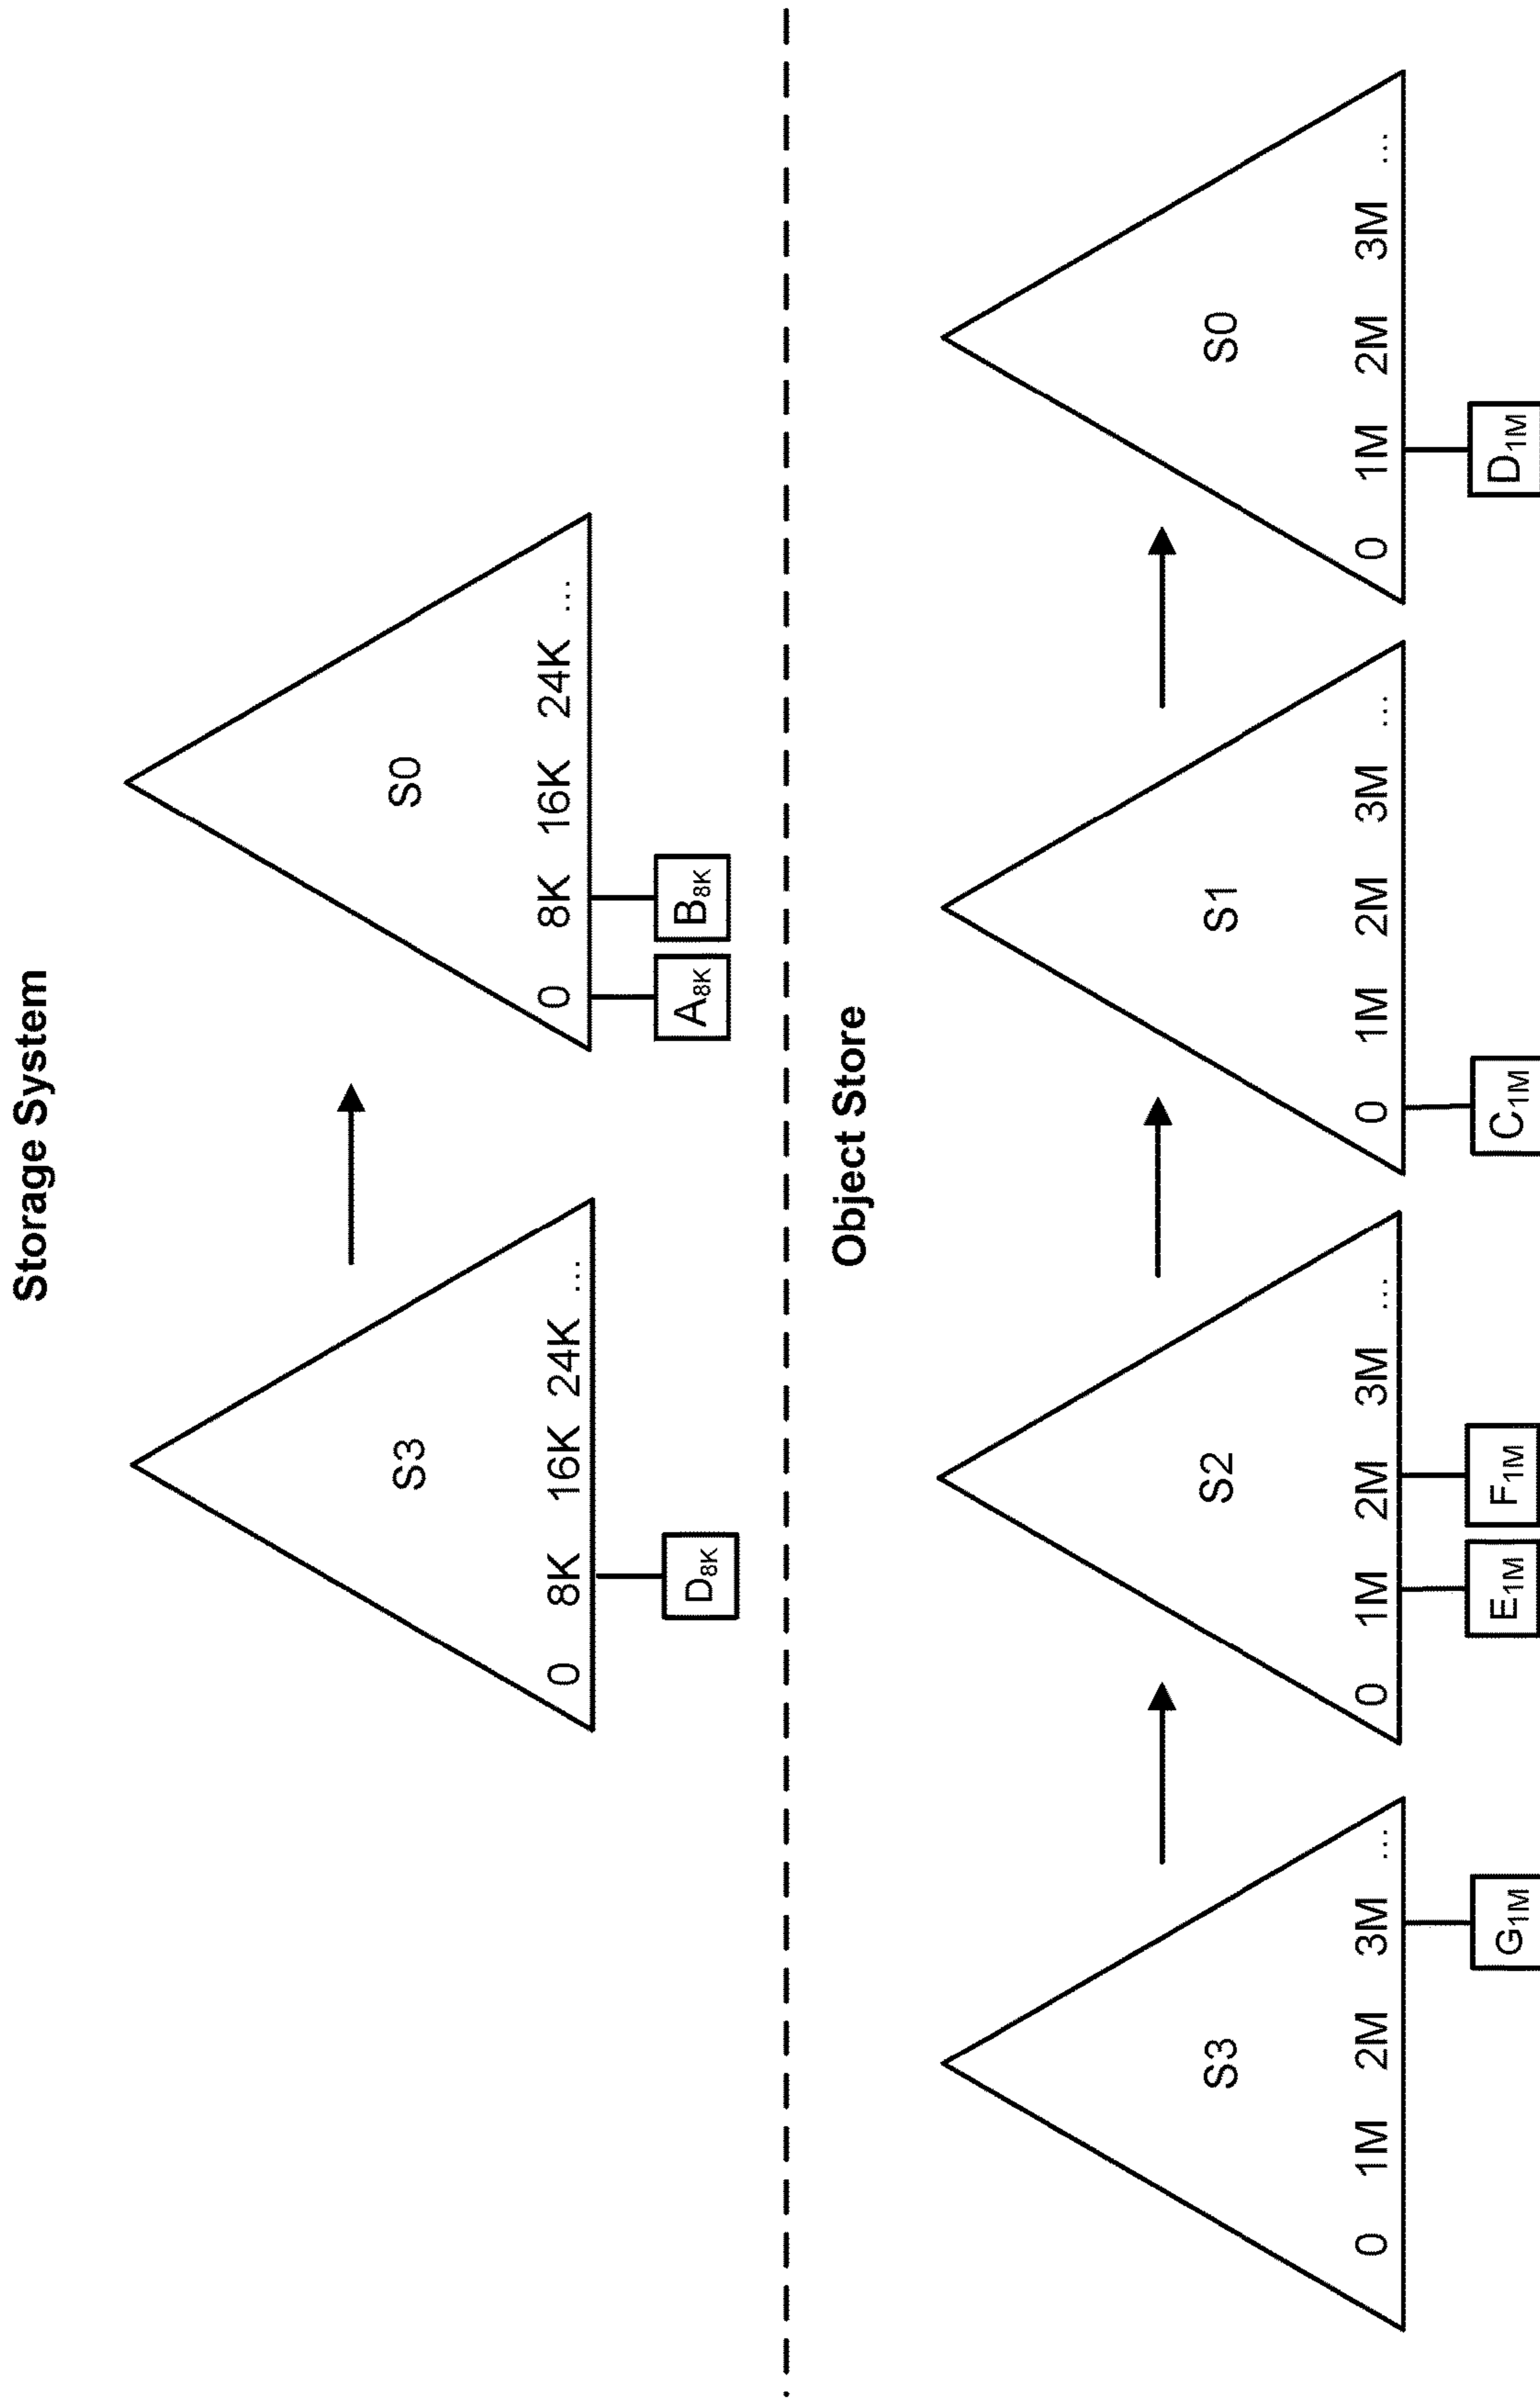 Storage System
S3
0 8K 16K 24K ...
D8K
S0
0 8K 16K 24K ...
A8K
B8K
Object Store
S3
0 1M 2M 3M ...
G1M
S2
0 1M 2M 3M ...
E1M
F1M
S1
0 1M 2M 3M ...
C1M
S0
0 1M 2M 3M ...
D1M